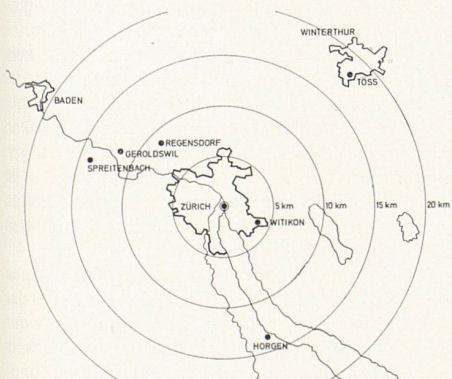 WINTERTHUR
TÖSS
BADEN
REGENSDORF
GEROLDSWIL
SPREITENBACH
ZÜRICH
5 km
10 km
15 km
20 km
WITIKON
HORGEN